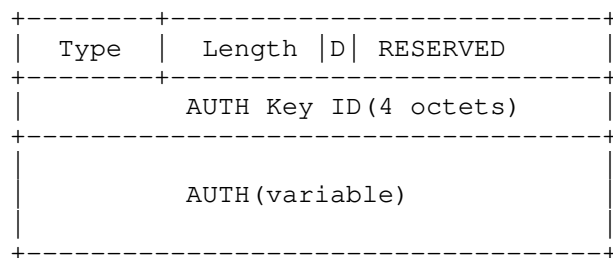 +--------+--------------------------+
|  Type  |  Length |D| RESERVED      |
+--------+--------------------------+
|          AUTH Key ID(4 octets)    |
+-----------------------------------+
|                                   |
|          AUTH(variable)           |
|                                   |
+-----------------------------------+